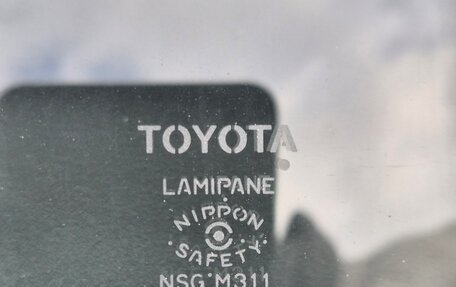 TOYOTA
LAMIPANE
NIPPON
SAFETY
NSG M311